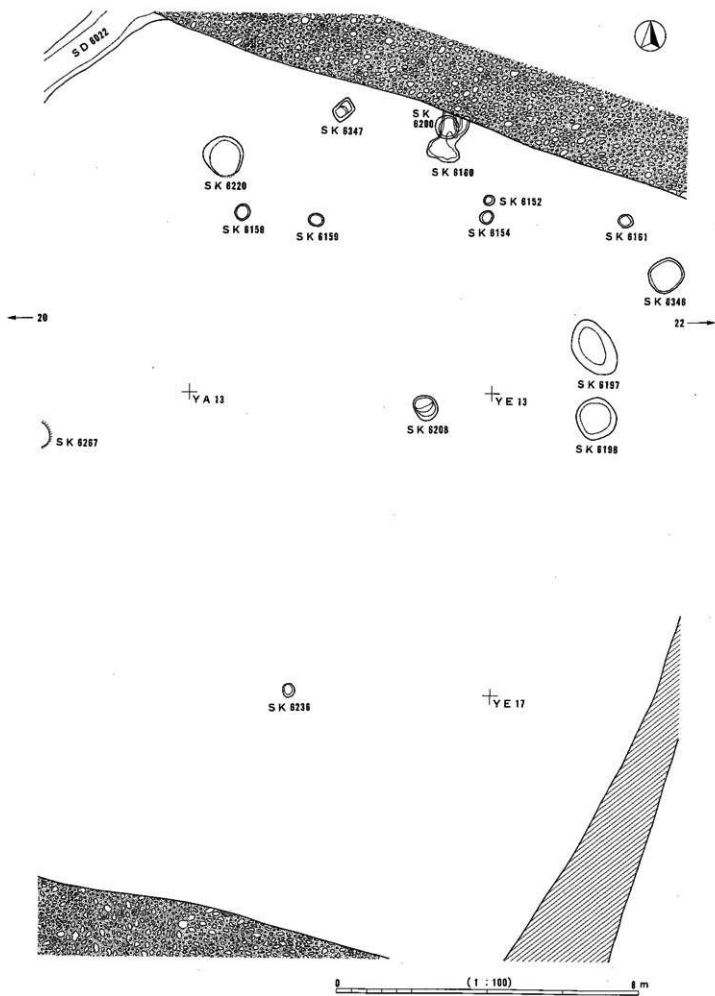 SD 6022
SK 6347
SK
6200
SK 6160
SK 6220
SK 6152
SK 6158
SK 6159
SK 6154
SK 6161
SK 6346
20
22
SK 6197
YA 13
YE 13
SK 6208
SK 6267
SK 6198
SK 6236
YE 17
0
(1 : 100)
8 m